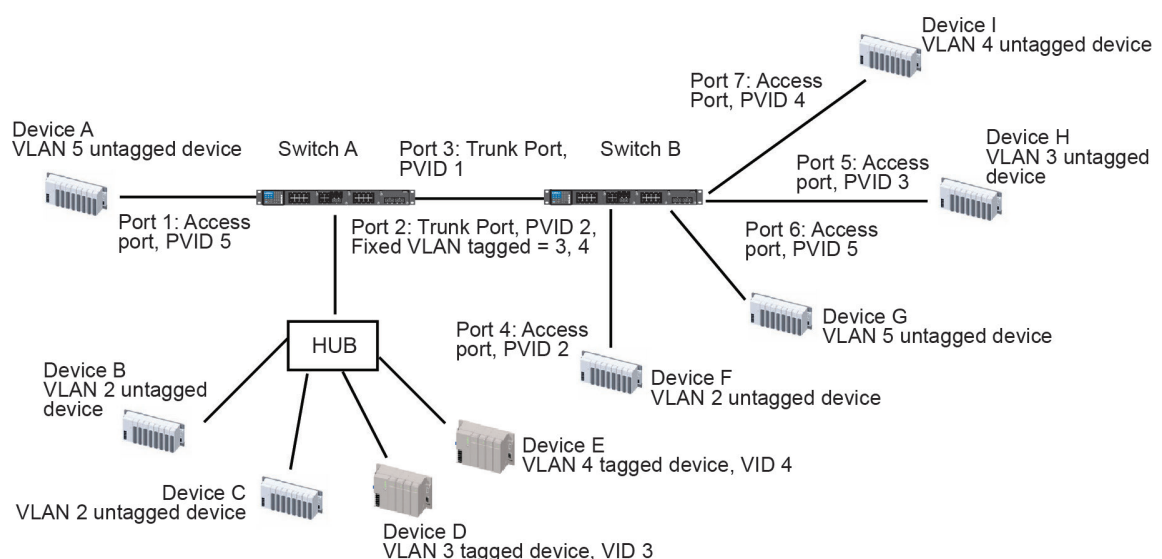 Device I
VLAN 4 untagged device
Port 7: Access
Port, PVID 4
Device A
VLAN 5 untagged device
Switch A
Port 3: Trunk Port,
PVID 1
Switch B
Port 5: Access
port, PVID 3
Device H
VLAN 3 untagged
device
Port 1: Access
port, PVID 5
Port 2: Trunk Port, PVID 2,
Fixed VLAN tagged = 3, 4
Port 6: Access
port, PVID 5
HUB
Port 4: Access
port, PVID 2
Device G
VLAN 5 untagged device
Device B
VLAN 2 untagged
device
Device F
VLAN 2 untagged device
Device E
VLAN 4 tagged device, VID 4
Device C
VLAN 2 untagged device
Device D
VLAN 3 tagged device, VID 3